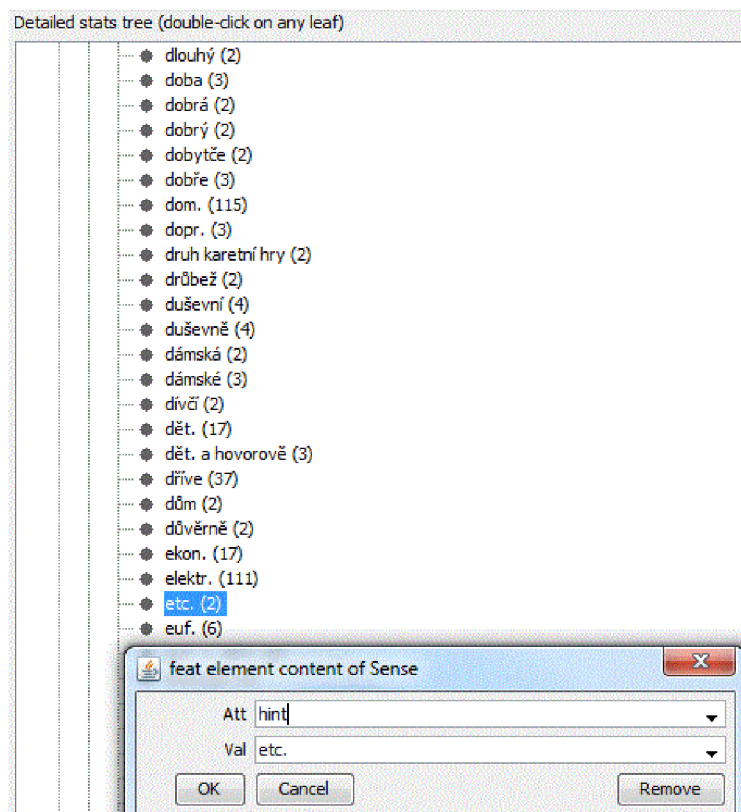 Detailed stats tree (double-click on any leaf)
dlouhý (2)
doba (3)
dobrá (2)
dobrý (2)
dobytče (2)
dobře (3)
dom. (115)
dopr. (3)
druh karetní hry (2)
drůbež (2)
duševní (4)
duševně (4)
dámská (2)
dámské (3)
dívčí (2)
dět. (17)
dět. a hovorově (3)
dříve (37)
dům (2)
důvěrně (2)
ekon. (17)
elektr. (111)
etc. (2)
euf. (6)
feat element content of Sense
Att hint
Val etc.
OK Cancel Remove